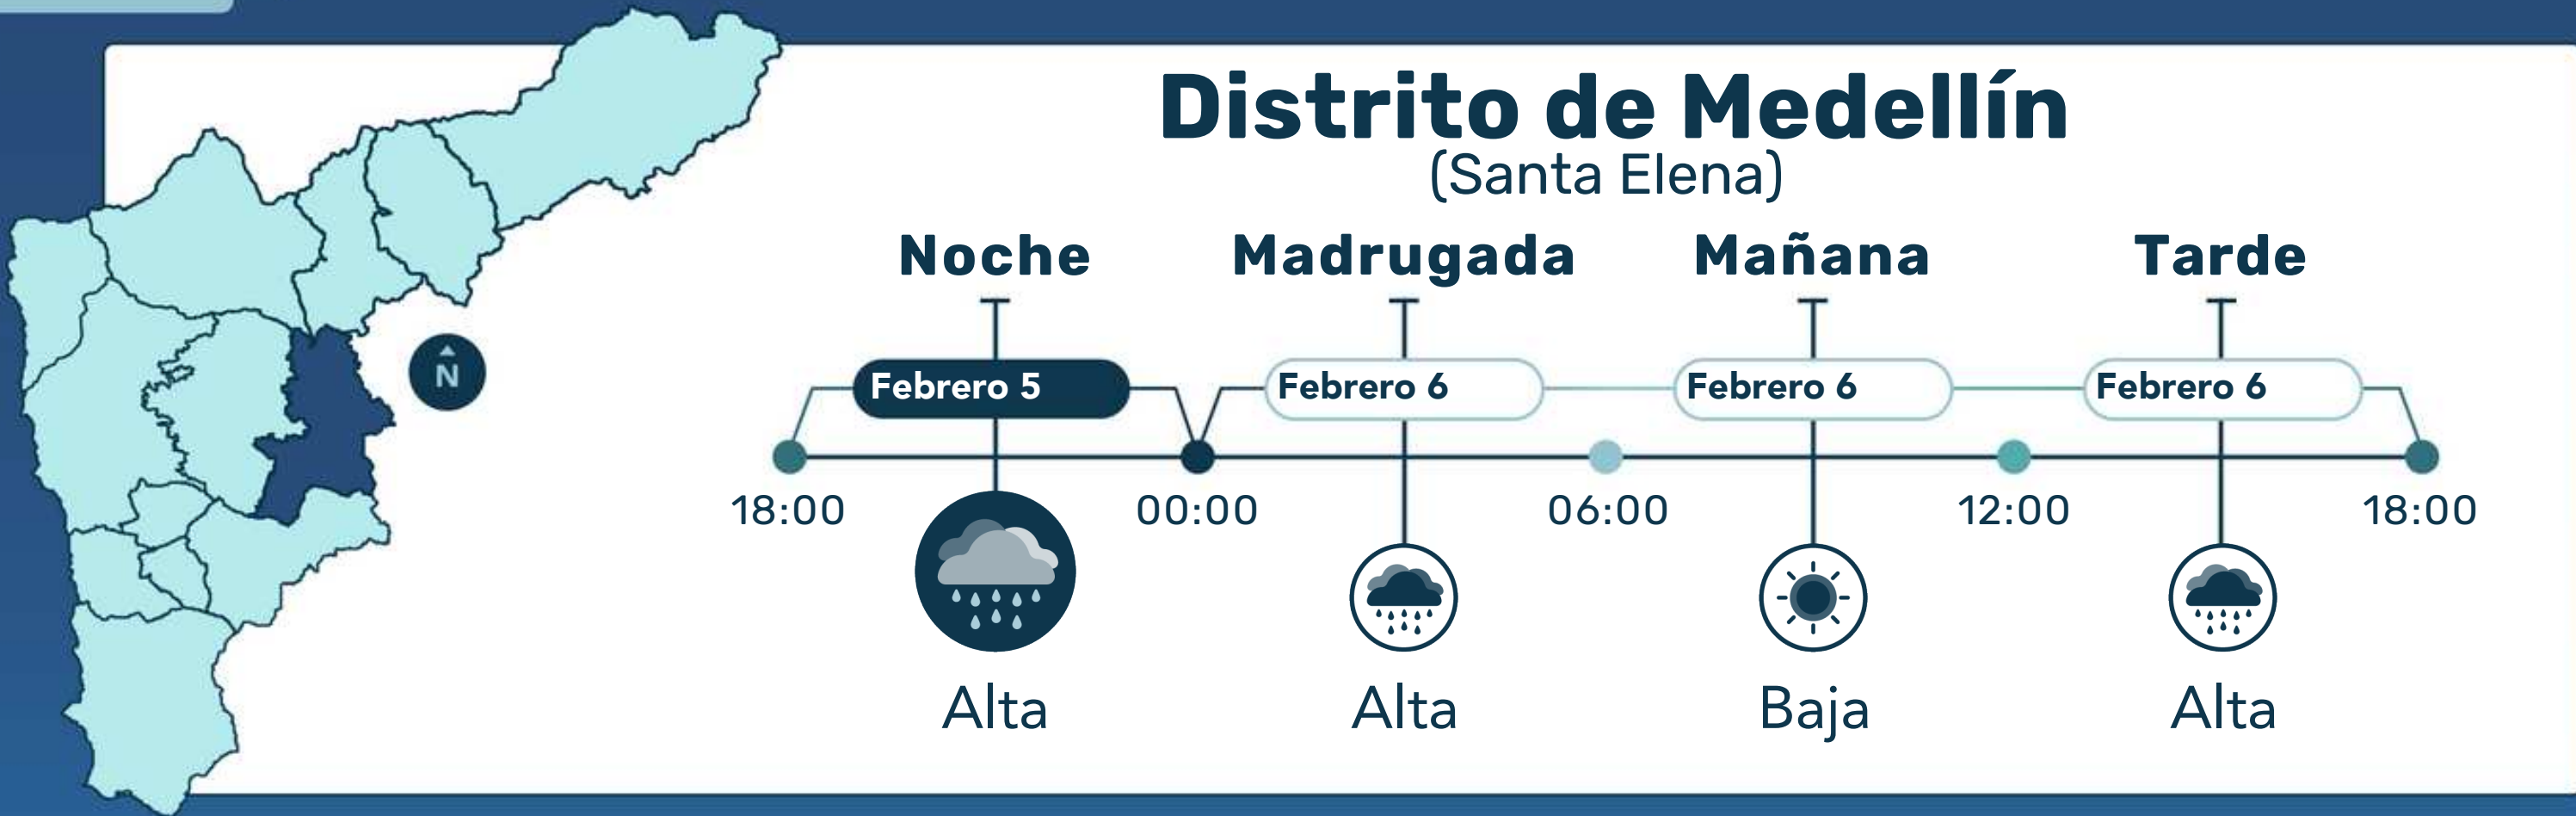 Distrito de Medellín
(Santa Elena)
Noche Madrugada Mañana Tarde
Febrero 5 Febrero 6 Febrero 6 Febrero 6
N
18:00 00:00 06:00 12:00 18:00
Alta Alta Baja Alta